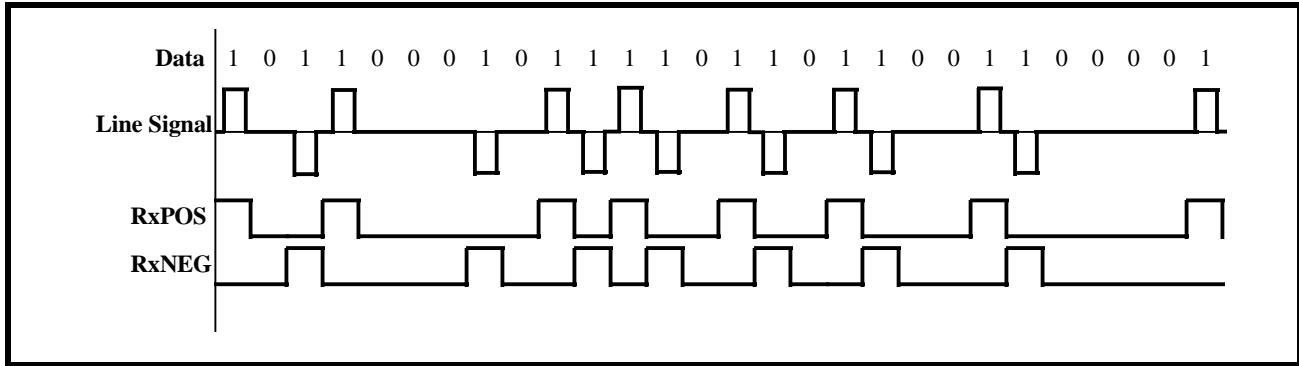 Data 1 0 1 1 0 0 0 1 0 1 1 1 1 0 1 1 0 1 1 0 0 1 1 0 0 0 0 1
Line Signal
RxPOS
RxNEG